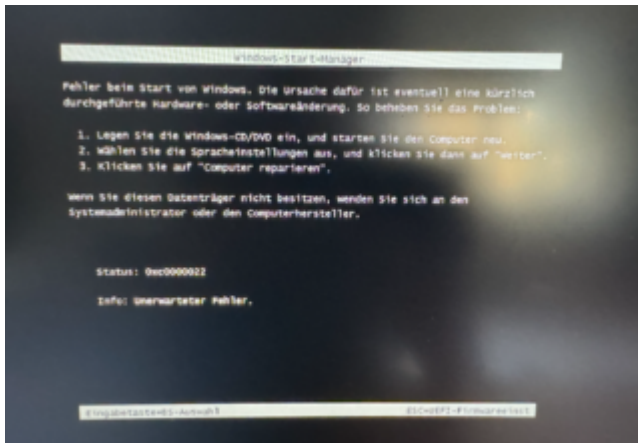 Windows-Start-Manager
Fehler beim Start von Windows. Die Ursache dafür ist eventuell eine kürzlich
durchgeführte Hardware- oder Softwareänderung. So beheben Sie das Problem:
1. Legen Sie die Windows-CD/DVD ein, und starten Sie den Computer neu.
2. Wählen Sie die Spracheinstellungen aus, und klicken Sie dann auf "Weiter".
3. Klicken Sie auf "Computer reparieren".
Wenn Sie diesen Datenträger nicht besitzen, wenden Sie sich an den
Systemadministrator oder den Computerhersteller.
Status: 0xc0000022
Info: Unerwarteter Fehler.
Eingabetaste=BS-Auswahl
ESC=UEFI-Firmwareeinst